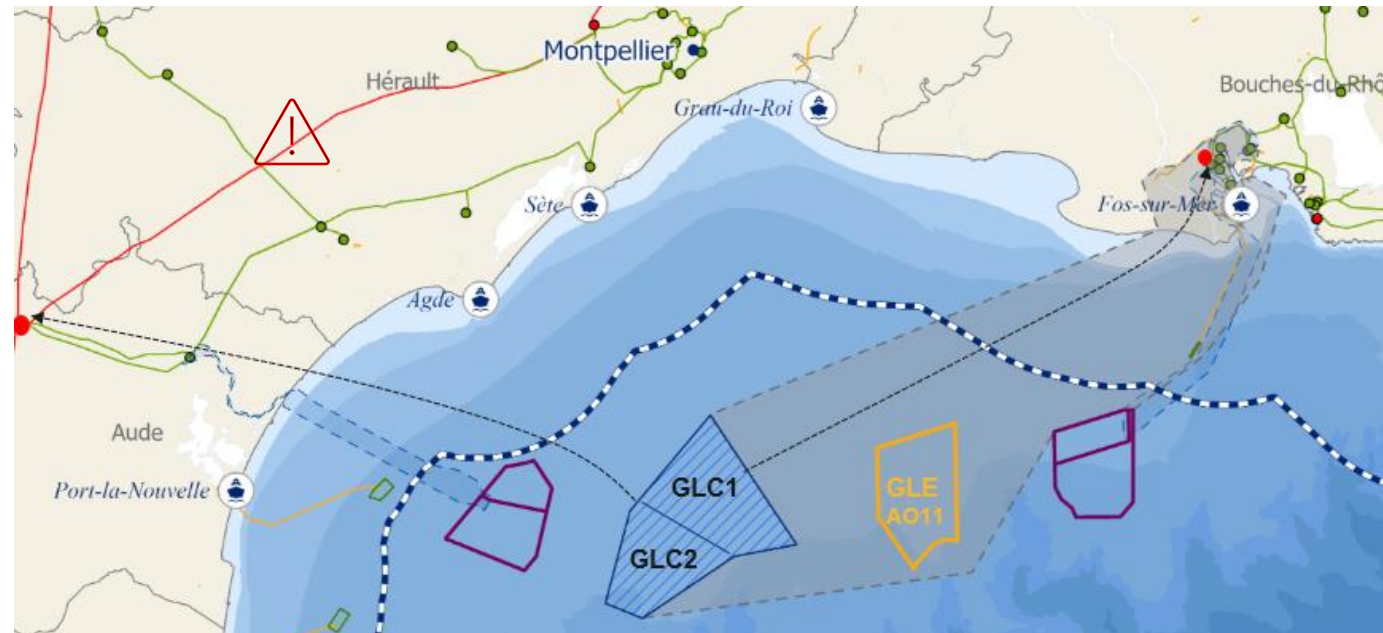 Montpellier
Hérault
Bouches-du-Rhô
Grau-du-Roi
Sète
Fos-sur-Mer
Agde
Aude
Port-la-Nouvelle
GLC1
GLE
AO11
GLC2